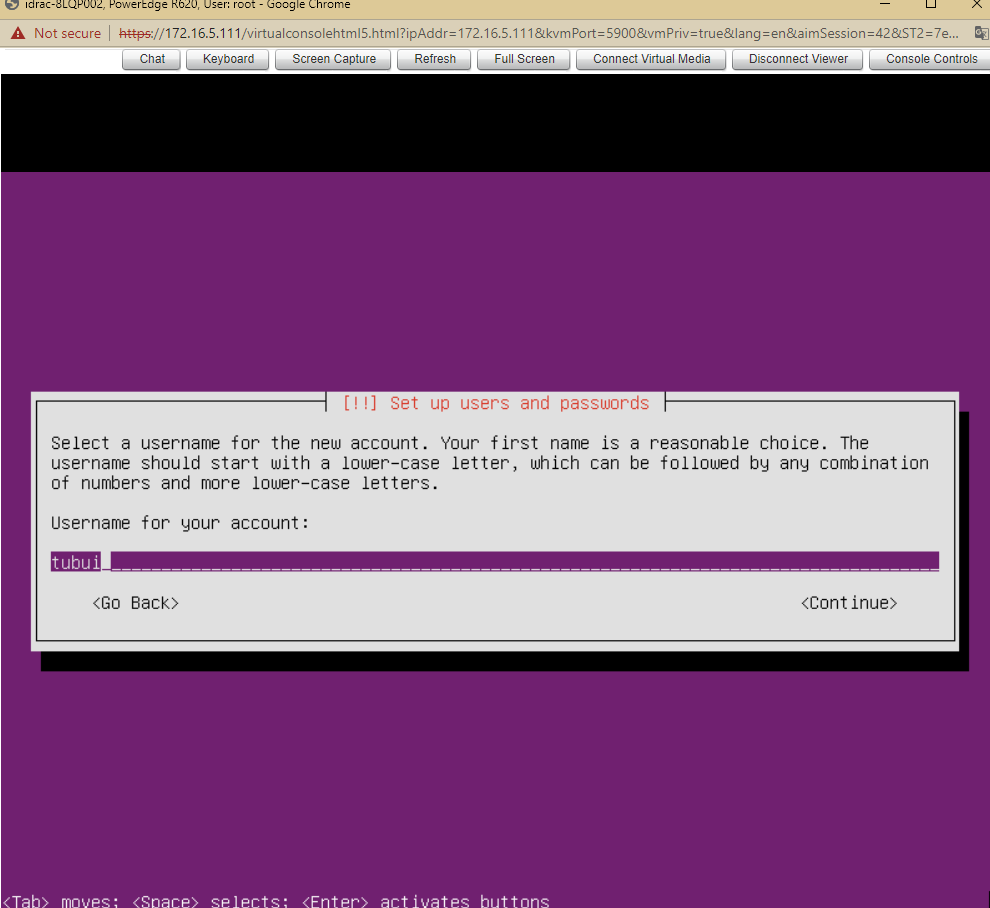 idrac-8LQP002, PowerEdge R620, User: root - Google Chrome
Not secure | https://172.16.5.111/virtualconsolehtml5.html?ipAddr=172.16.5.111&kvmPort=5900&vmPriv=true&lang=en&aimSession=42&ST2=7e...
Chat Keyboard Screen Capture Refresh Full Screen Connect Virtual Media Disconnect Viewer Console Controls
[!!] Set up users and passwords
Select a username for the new account. Your first name is a reasonable choice. The
username should start with a lower-case letter, which can be followed by any combination
of numbers and more lower-case letters.
Username for your account:
tubui
<Go Back> <Continue>
<Tab> moves; <Space> selects; <Enter> activates buttons